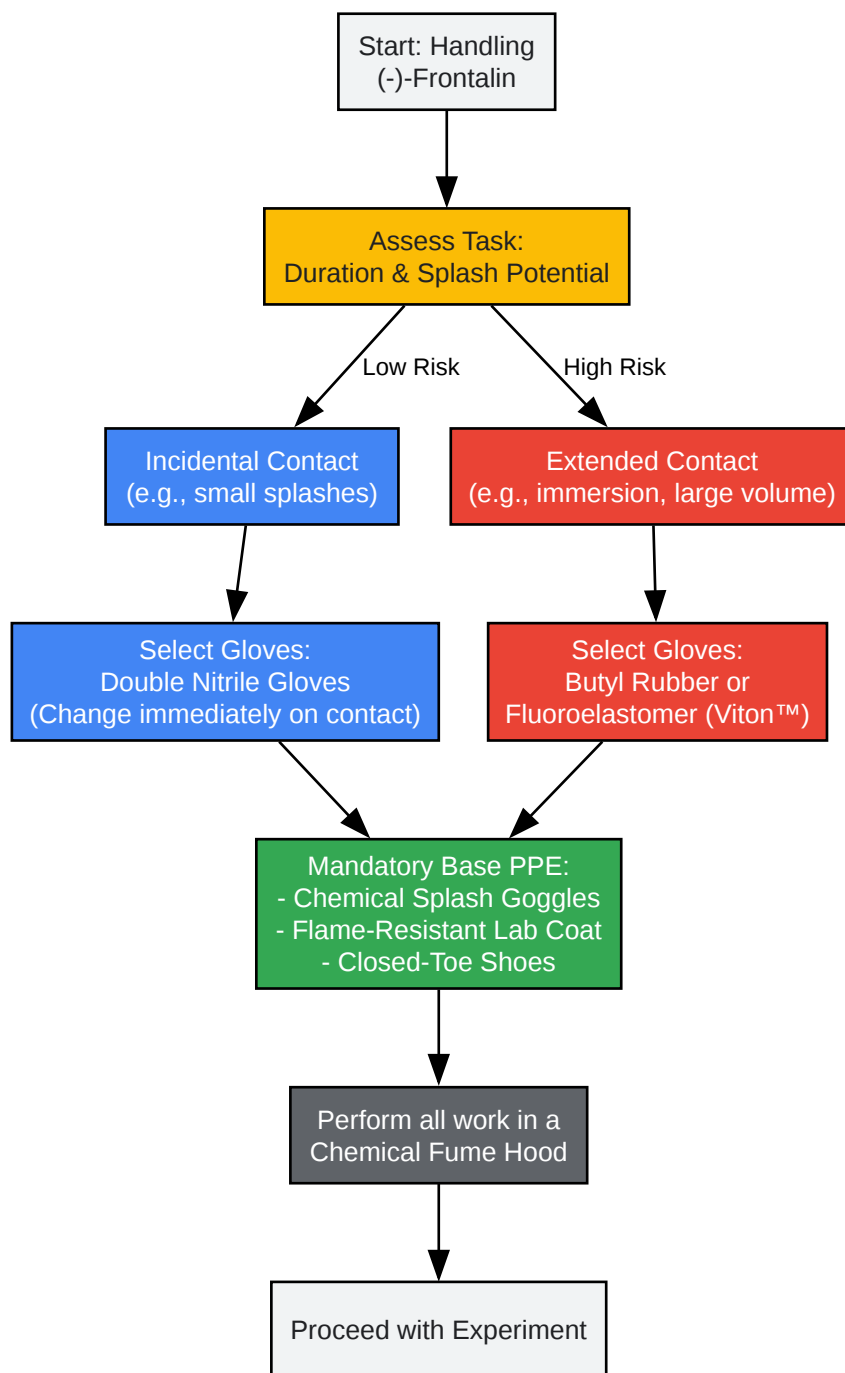 Start: Handling
(-)-Frontalin
Assess Task:
Duration & Splash Potential
Low Risk
High Risk
Incidental Contact
(e.g., small splashes)
Extended Contact
(e.g., immersion, large volume)
Select Gloves:
Double Nitrile Gloves
(Change immediately on contact)
Select Gloves:
Butyl Rubber or
Fluoroelastomer (Viton™)
Mandatory Base PPE:
- Chemical Splash Goggles
- Flame-Resistant Lab Coat
- Closed-Toe Shoes
Perform all work in a
Chemical Fume Hood
Proceed with Experiment